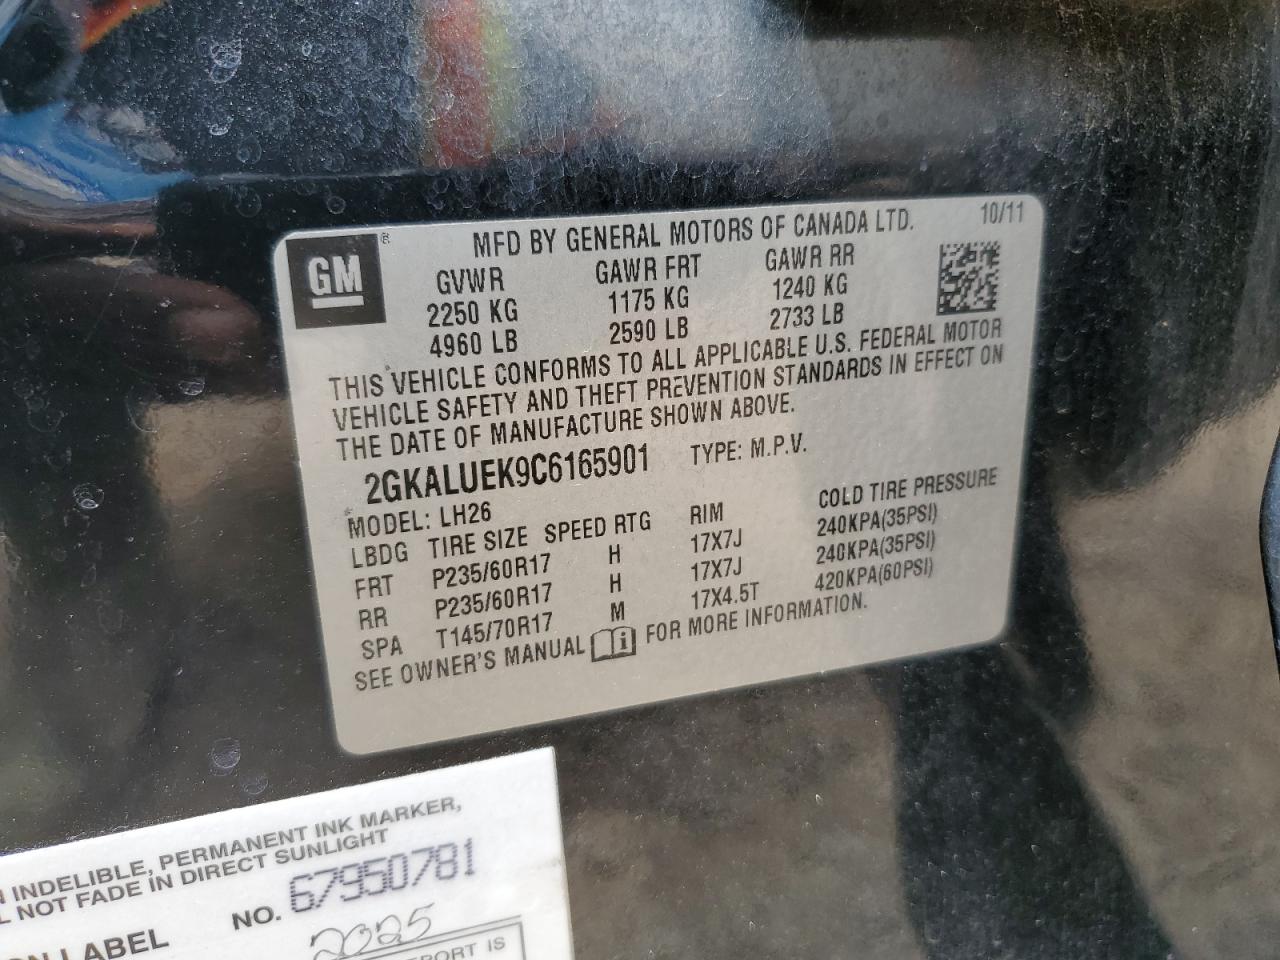 GM ®
MFD BY GENERAL MOTORS OF CANADA LTD. 10/11
GVWR GAWR FRT GAWR RR
2250 KG 1175 KG 1240 KG
4960 LB 2590 LB 2733 LB
THIS VEHICLE CONFORMS TO ALL APPLICABLE U.S. FEDERAL MOTOR
VEHICLE SAFETY AND THEFT PREVENTION STANDARDS IN EFFECT ON
THE DATE OF MANUFACTURE SHOWN ABOVE.
2GKALUEK9C6165901 TYPE: M.P.V.
MODEL: LH26
LBDG TIRE SIZE SPEED RTG RIM COLD TIRE PRESSURE
FRT P235/60R17 H 17X7J 240KPA(35PSI)
RR P235/60R17 H 17X7J 240KPA(35PSI)
SPA T145/70R17 M 17X4.5T 420KPA(60PSI)
SEE OWNER'S MANUAL FOR MORE INFORMATION.
INDELIBLE, PERMANENT INK MARKER,
NOT FADE IN DIRECT SUNLIGHT
NO. 67950781
LABEL
2025
IS